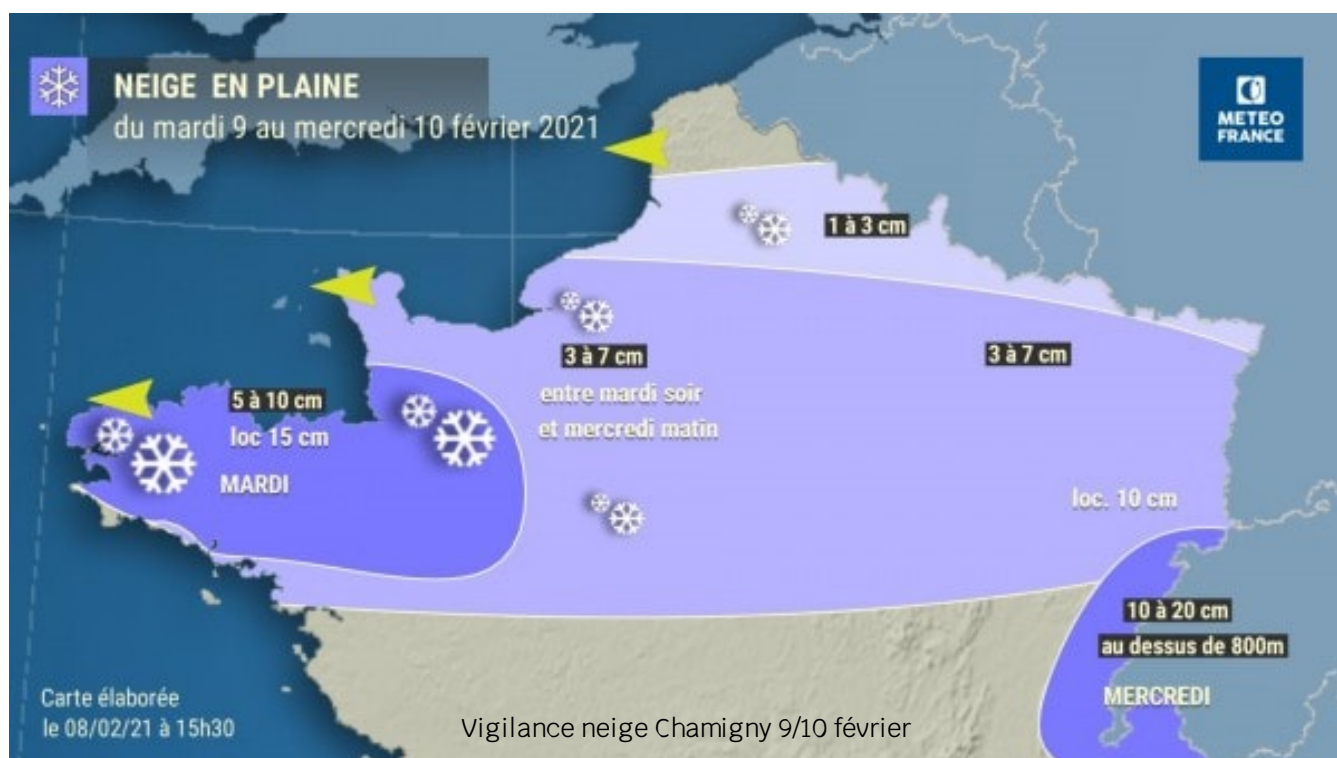 NEIGE EN PLAINE
du mardi 9 au mercredi 10 février 2021
METEO
FRANCE
1 à 3 cm
3 à 7 cm
entre mardi soir
et mercredi matin
3 à 7 cm
5 à 10 cm
loc 15 cm
MARDI
loc. 10 cm
10 à 20 cm
au dessus de 800m
MERCREDI
Carte élaborée
le 08/02/21 à 15h30
Vigilance neige Chamigny 9/10 février